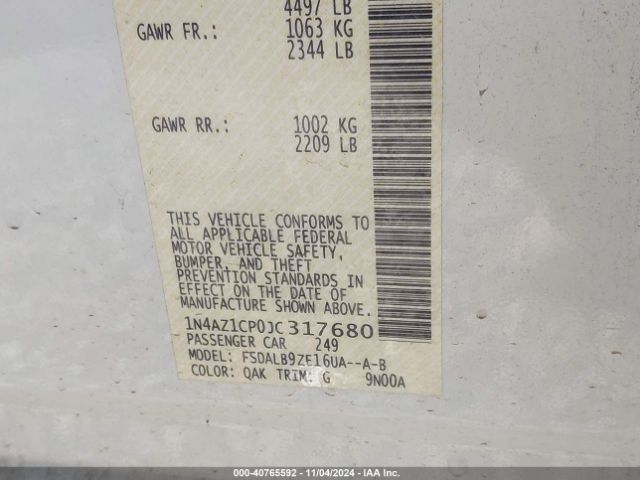 4497 LB
GAWR FR.: 1063 KG
2344 LB
GAWR RR.: 1002 KG
2209 LB
THIS VEHICLE CONFORMS TO
ALL APPLICABLE FEDERAL
MOTOR VEHICLE SAFETY,
BUMPER, AND THEFT
PREVENTION STANDARDS IN
EFFECT ON THE DATE OF
MANUFACTURE SHOWN ABOVE.
1N4AZ1CP0JC317680
PASSENGER CAR 249
MODEL: FSDALB9ZE16UA--A-B
COLOR: QAK TRIM: G 9N00A
000-40765592 - 11/04/2024 - IAA Inc.